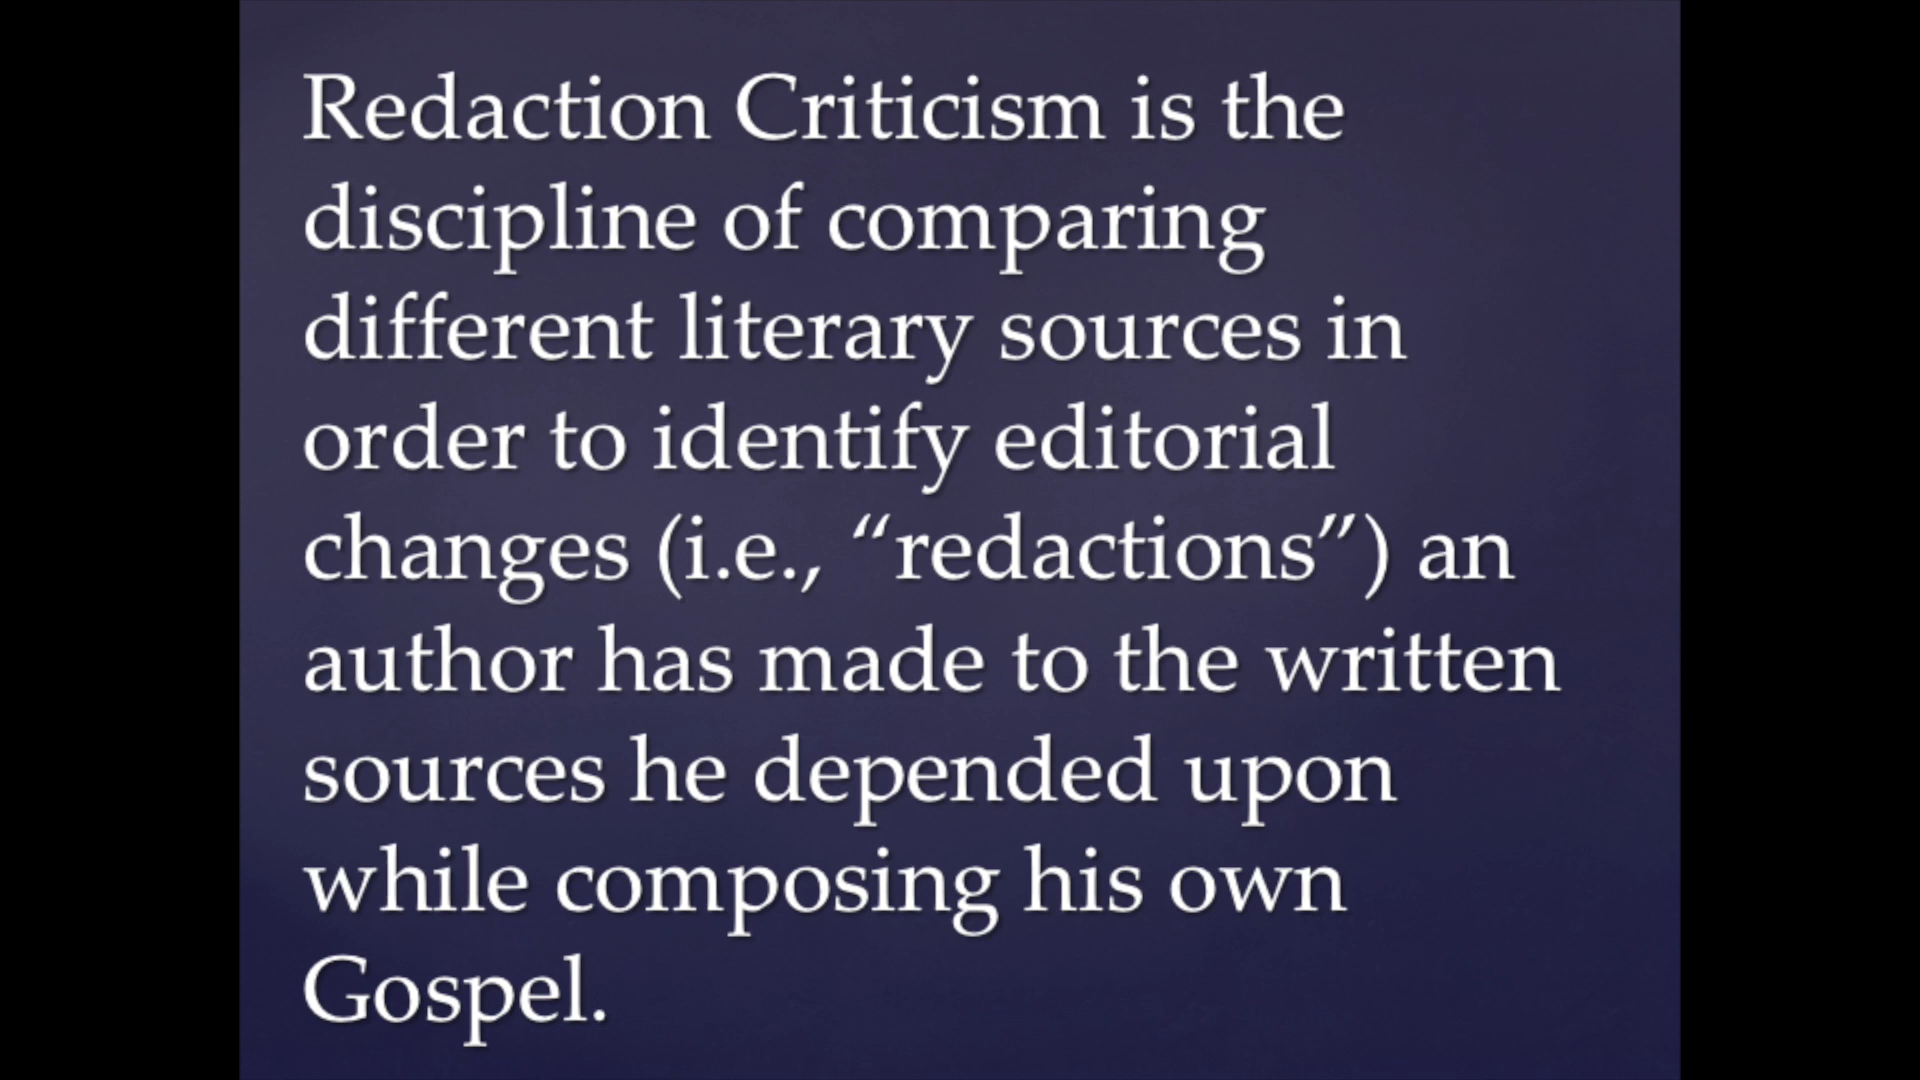 Redaction Criticism is the
discipline of comparing
different literary sources in
order to identify editorial
changes (i.e., “redactions”) an
author has made to the written
sources he depended upon
while composing his own
Gospel.